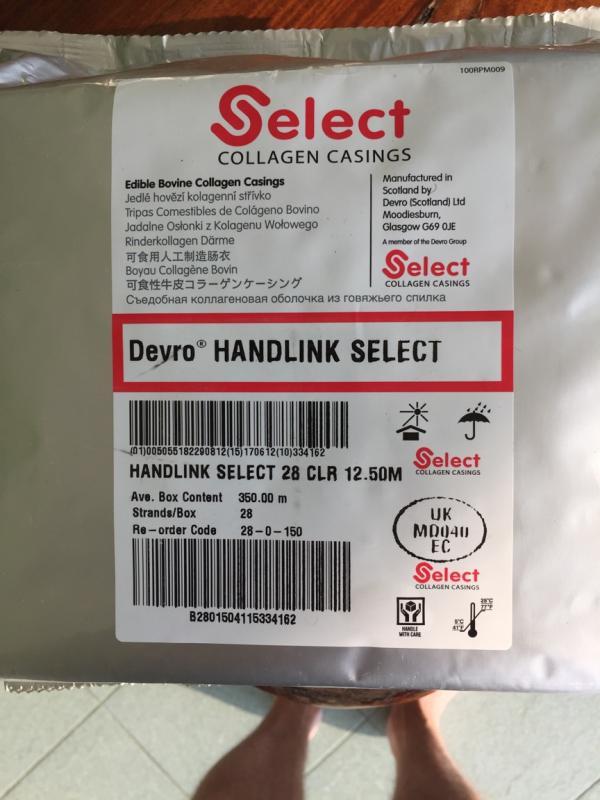 100RPM009
Select
COLLAGEN CASINGS
Edible Bovine Collagen Casings
Jedlé hovězí kolagenní střívko
Tripas Comestibles de Colágeno Bovino
Jadalne Osłonki z Kolagenu Wołowego
Rinderkollagen Därme
可食用人工制造肠衣
Boyau Collagène Bovin
可食性牛皮コラーゲンケーシング
Съедобная коллагеновая оболочка из говяжьего спилка
Manufactured in
Scotland by
Devro (Scotland) Ltd
Moodiesburn,
Glasgow G69 0JE
A member of the Devro Group
Select
COLLAGEN CASINGS
Devro® HANDLINK SELECT
(01)005055182290812(15)170612(10)334162
HANDLINK SELECT 28 CLR 12.50M
Select
COLLAGEN CASINGS
Ave. Box Content 350.00 m
Strands/Box 28
Re-order Code 28-0-150
UK
MD040
EC
Select
COLLAGEN CASINGS
B2801504115334162
HANDLE
WITH CARE
25°C
77°F
5°C
41°F